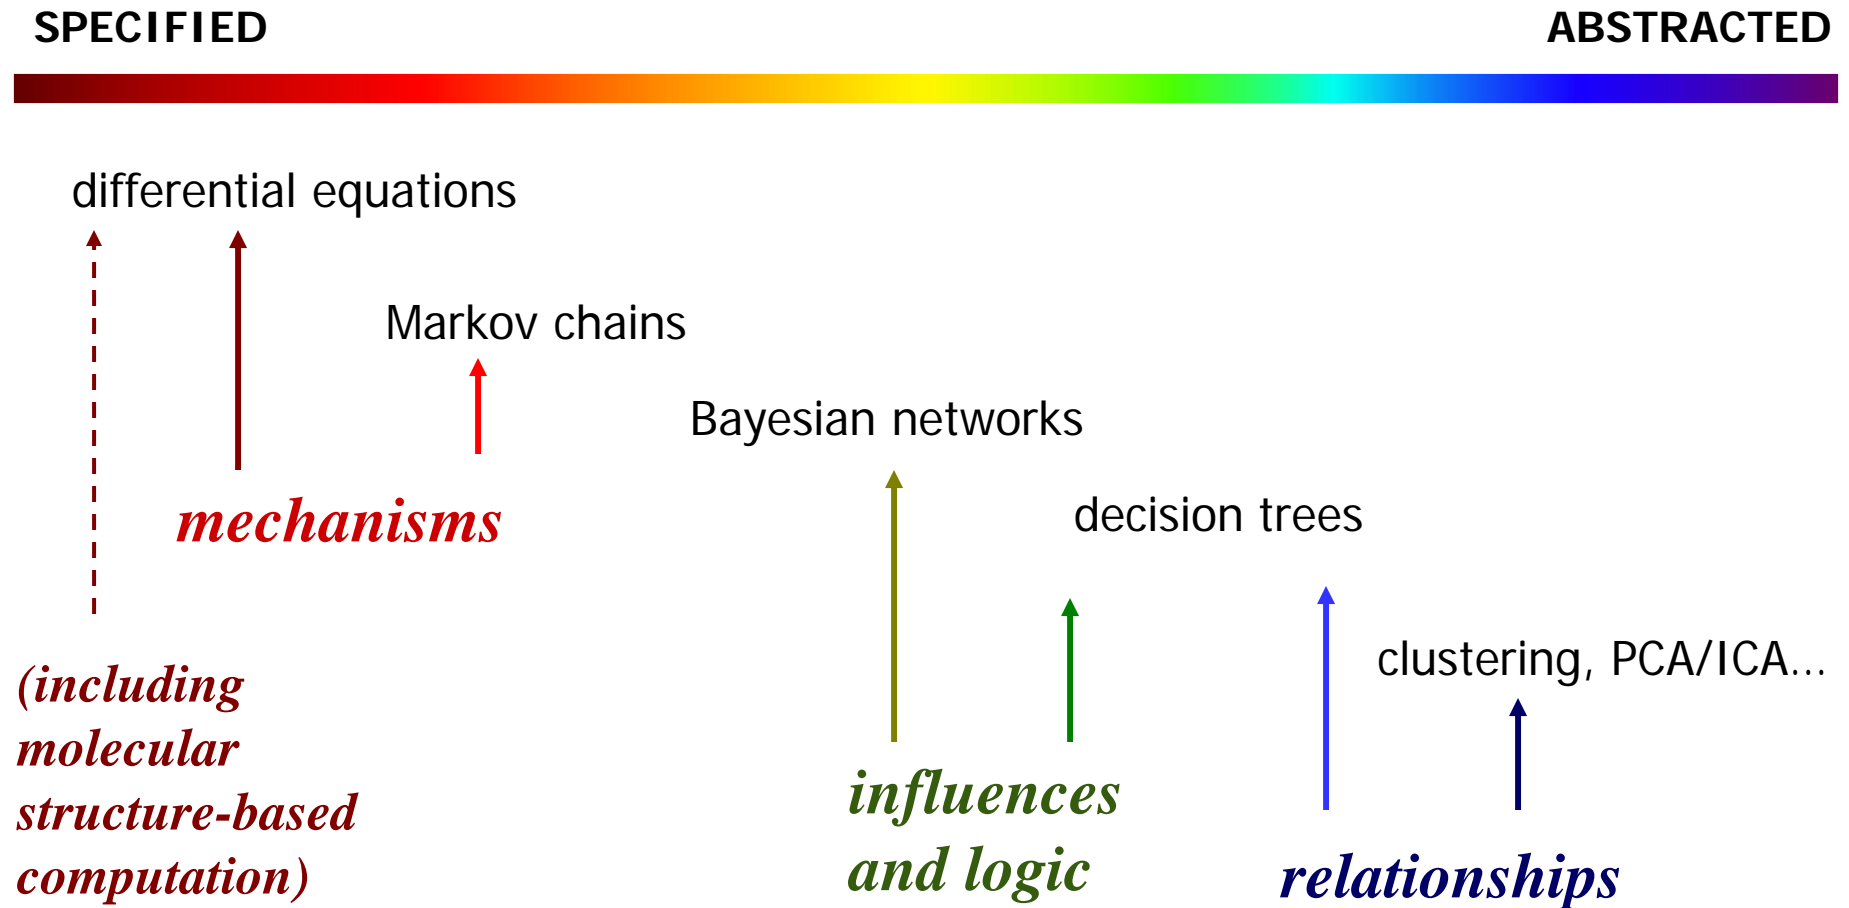 SPECIFIED
ABSTRACTED
differential equations
Markov chains
Bayesian networks
mechanisms
decision trees
clustering, PCA/ICA...
(including
molecular
structure-based
computation)
influences
and logic
relationships